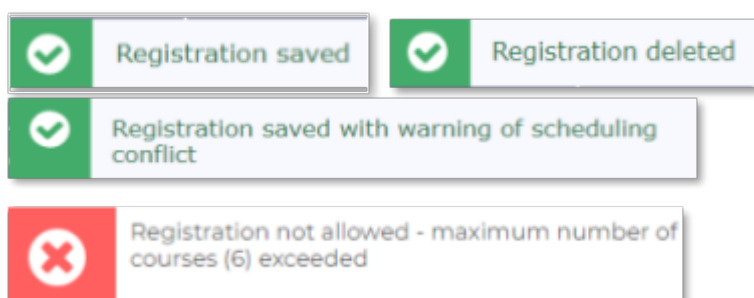 Registration saved
Registration deleted
Registration saved with warning of scheduling
conflict
Registration not allowed - maximum number of
courses (6) exceeded